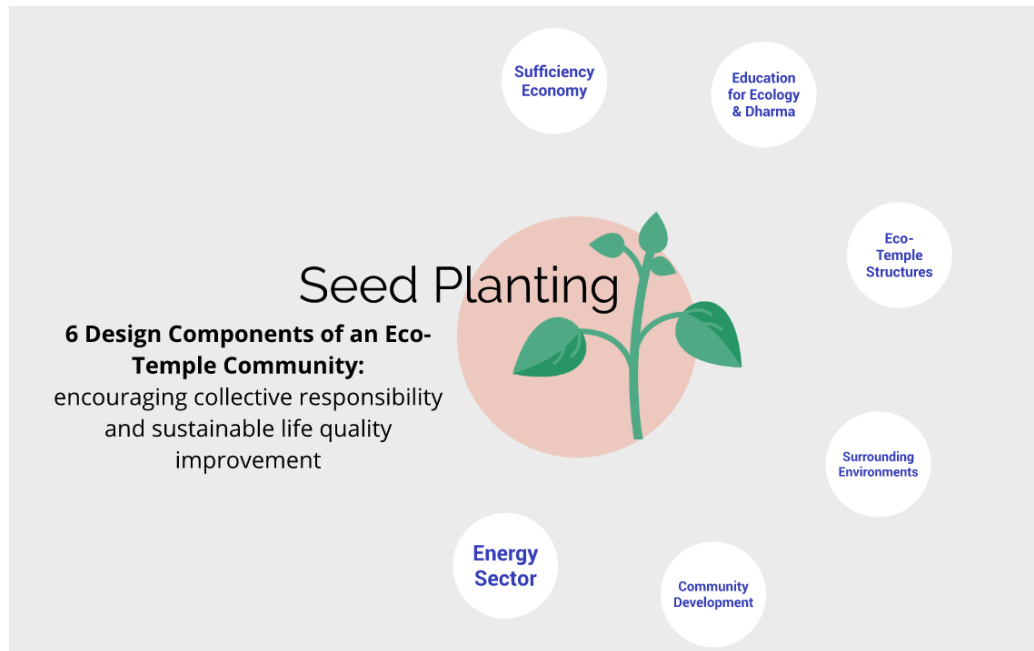 Sufficiency
Economy
Education
for Ecology
& Dharma
Eco-
Temple
Structures
Seed Planting
6 Design Components of an Eco-
Temple Community:
encouraging collective responsibility
and sustainable life quality
improvement
Surrounding
Environments
Energy
Sector
Community
Development